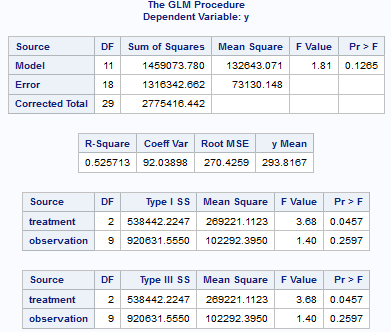 The GLM Procedure
Dependent Variable: y
Source DF Sum of Squares Mean Square F Value Pr > F
Model 11 1459073.780 132643.071 1.81 0.1265
Error 18 1316342.662 73130.148
Corrected Total 29 2775416.442
R-Square Coeff Var Root MSE y Mean
0.525713 92.03898 270.4259 293.8167
Source DF Type I SS Mean Square F Value Pr > F
treatment 2 538442.2247 269221.1123 3.68 0.0457
observation 9 920631.5550 102292.3950 1.40 0.2597
Source DF Type III SS Mean Square F Value Pr > F
treatment 2 538442.2247 269221.1123 3.68 0.0457
observation 9 920631.5550 102292.3950 1.40 0.2597